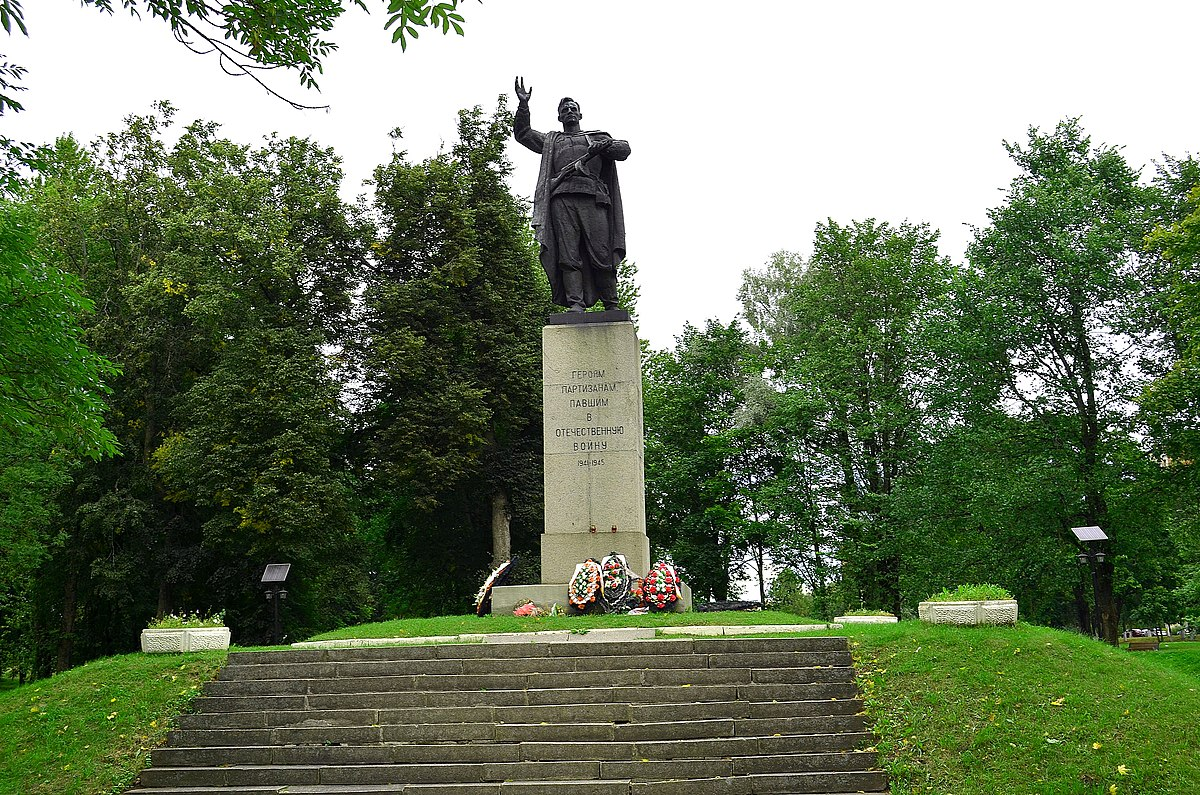 ГЕРОЯМ
ПАРТИЗАНАМ
ПАВШИМ
В
ОТЕЧЕСТВЕННУЮ
ВОЙНУ
1941-1945